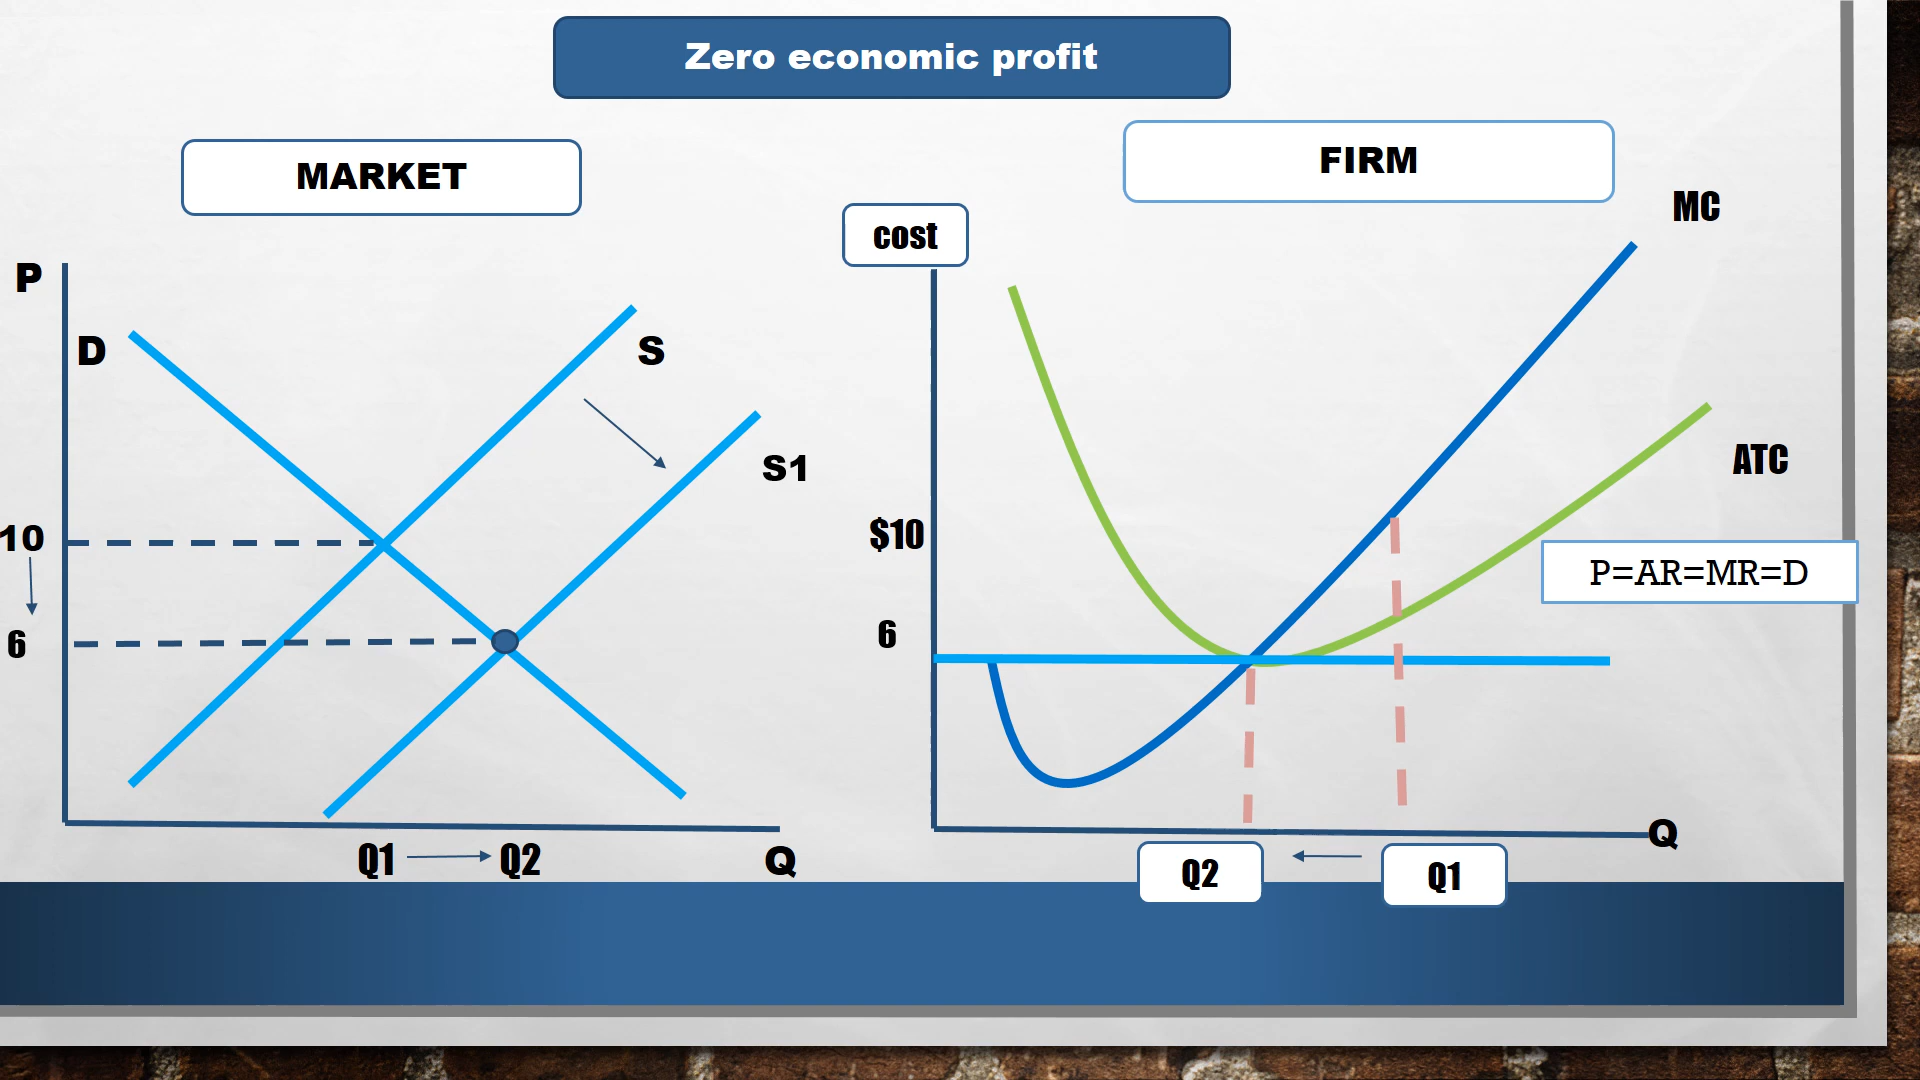 Zero economic profit
MARKET
FIRM
MC
cost
P
D
S
S1
ATC
10
$10
P=AR=MR=D
6
6
Q1
Q2
Q
Q
Q2
Q1